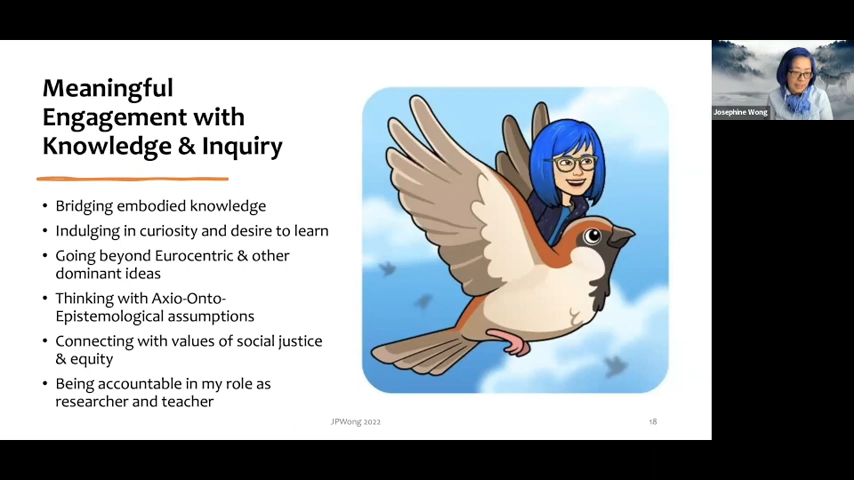 Meaningful
Engagement with
Knowledge & Inquiry
• Bridging embodied knowledge
• Indulging in curiosity and desire to learn
• Going beyond Eurocentric & other
dominant ideas
• Thinking with Axio-Onto-
Epistemological assumptions
• Connecting with values of social justice
& equity
• Being accountable in my role as
researcher and teacher
JPWong 2022
18
Josephine Wong